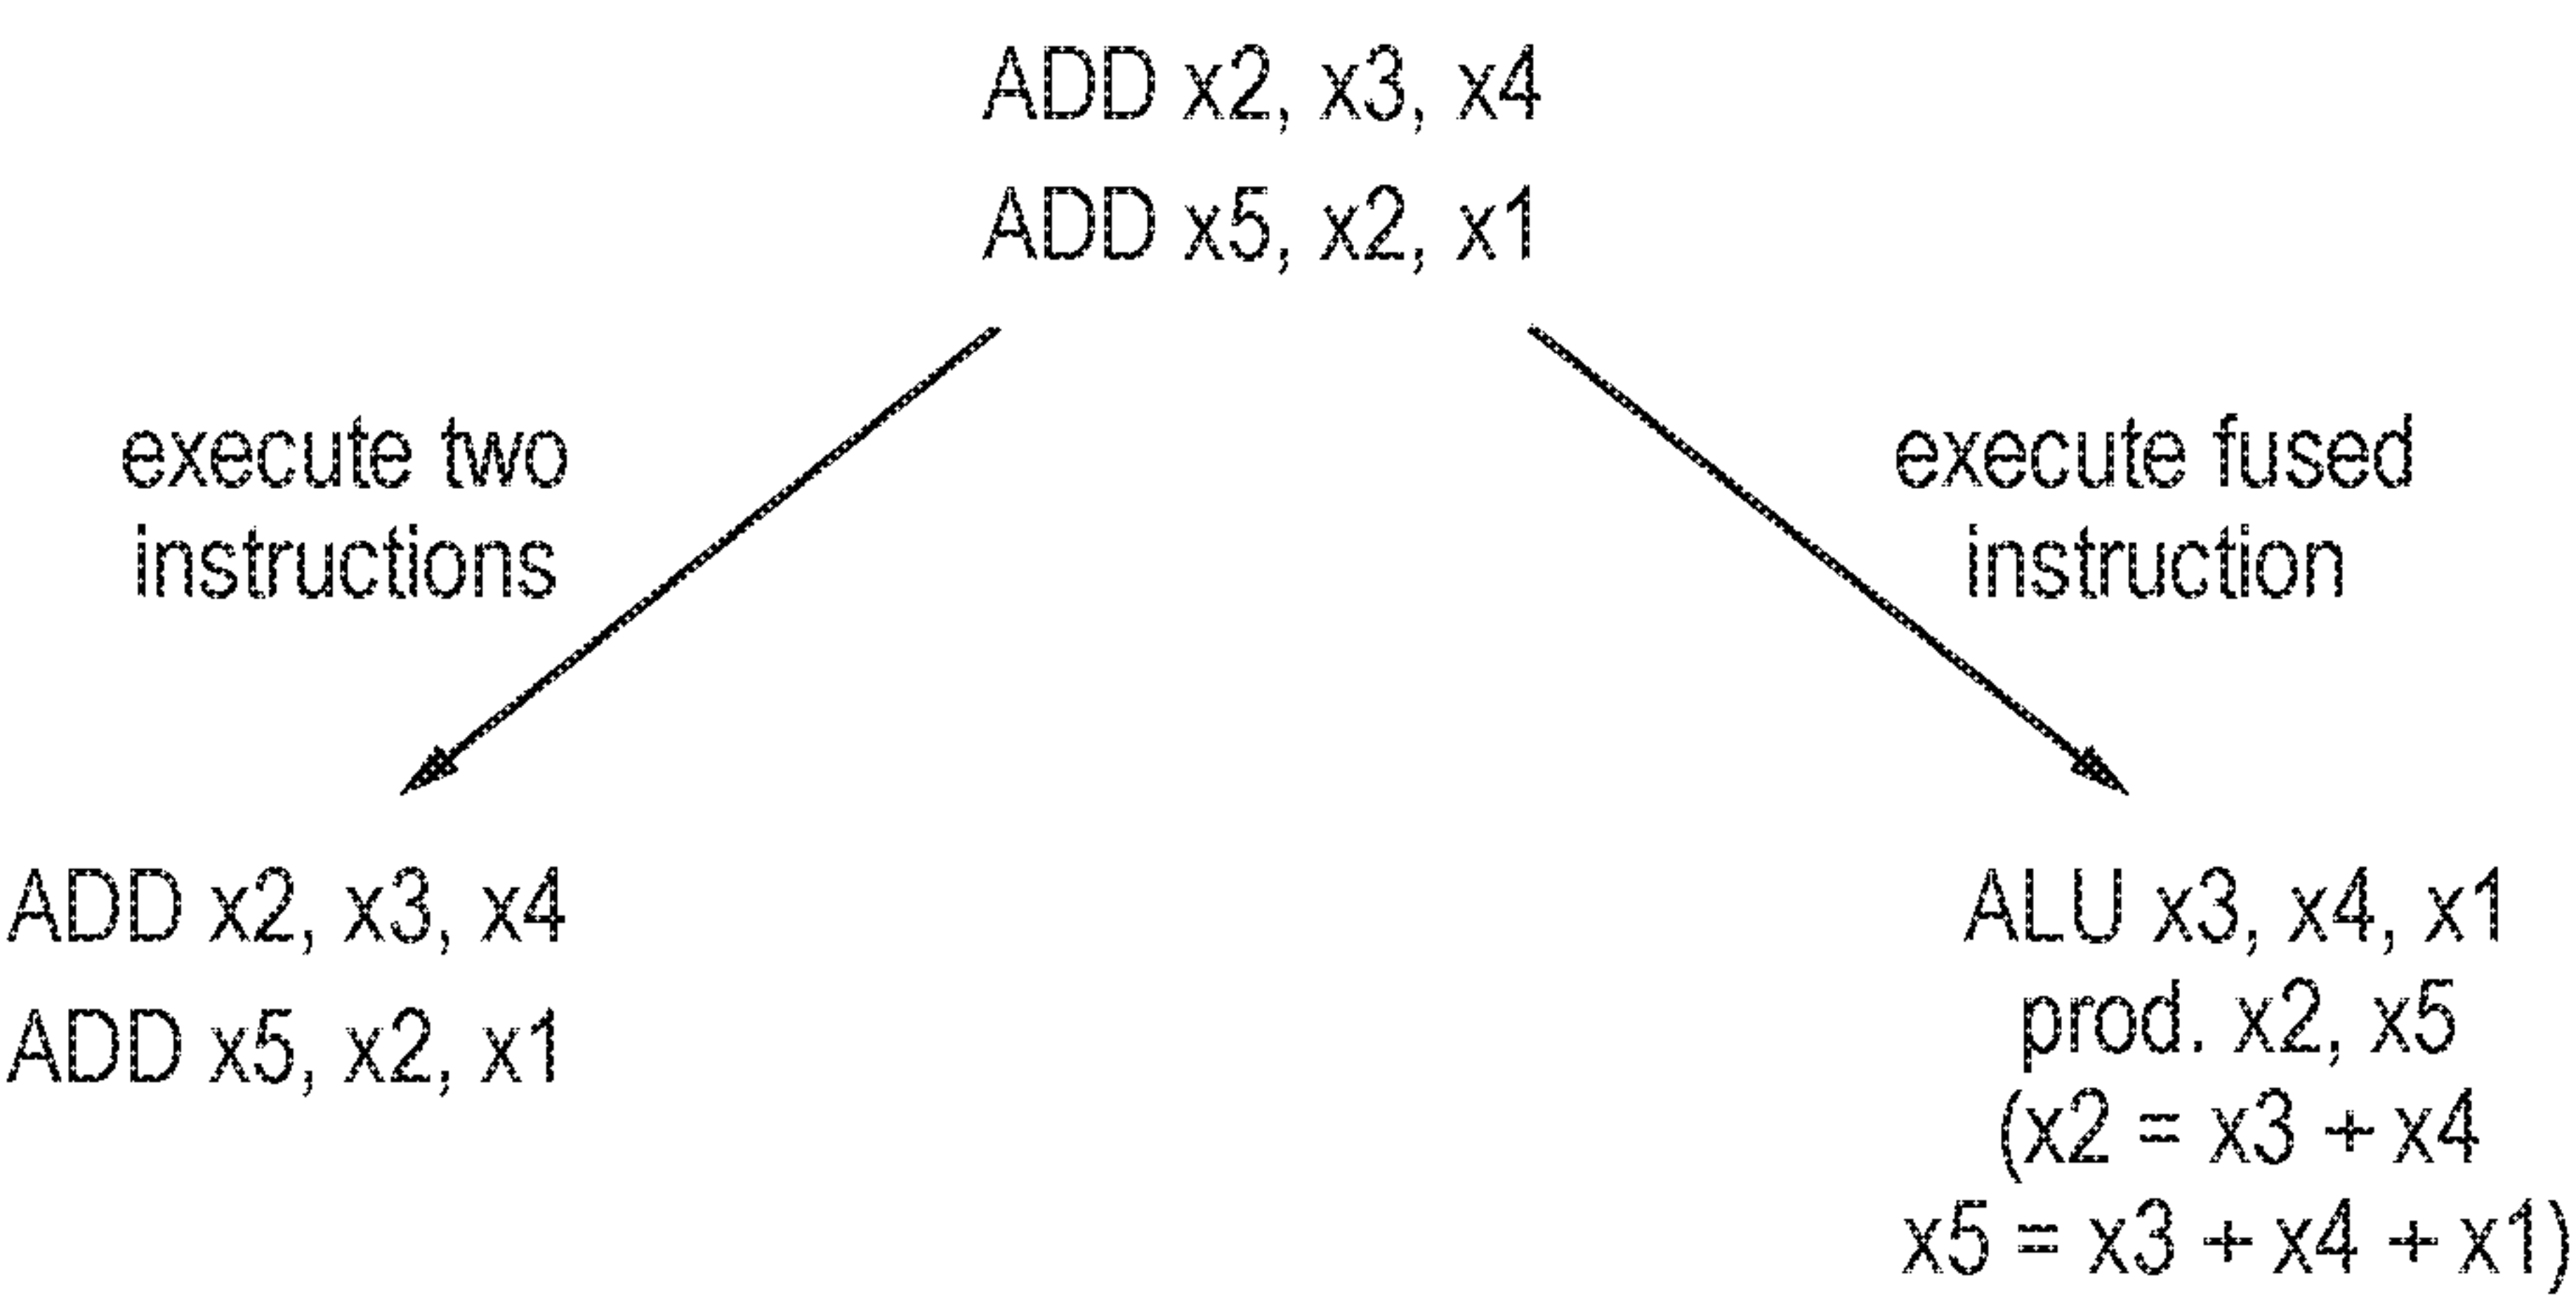 ADD x2, x3, x4
ADD x5, x2, x1
execute two
instructions
execute fused
instruction
ADD x2, x3, x4
ADD x5, x2, x1
ALU x3, x4, x1
prod. x2, x5
(x2 = x3 + x4
x5 = x3 + x4 + x1)